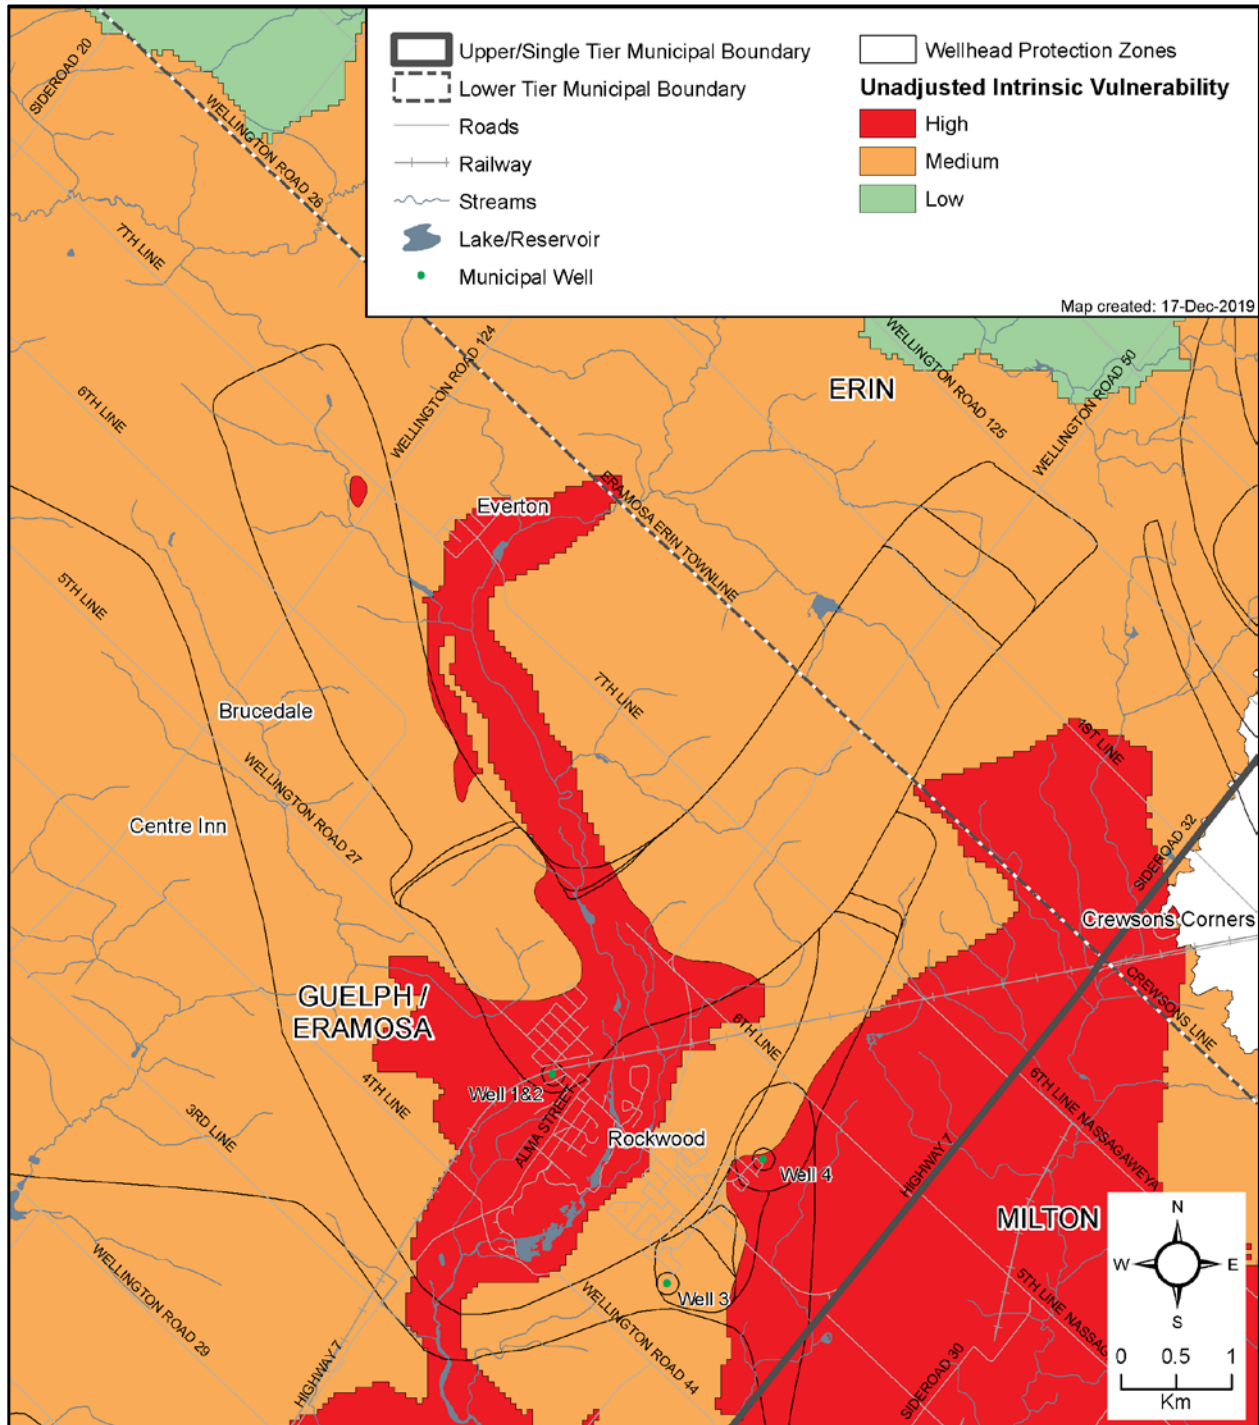 Upper/Single Tier Municipal Boundary
Lower Tier Municipal Boundary
Roads
Railway
Streams
Lake/Reservoir
Municipal Well
Wellhead Protection Zones
Unadjusted Intrinsic Vulnerability
High
Medium
Low
Map created: 17-Dec-2019
SIDEROAD 20
WELLINGTON ROAD 26
7TH LINE
WELLINGTON ROAD 124
6TH LINE
ERIN
WELLINGTON ROAD 125
WELLINGTON ROAD 50
Everton
ERAMOSA ERIN TOWNLINE
5TH LINE
7TH LINE
Brucedale
WELLINGTON ROAD 27
1ST LINE
Centre Inn
SIDEROAD 32
Crewson's Corners
GUELPH /
ERAMOSA
CREWSONS LINE
6TH LINE
4TH LINE
Well 1&2
ALMA STREET
3RD LINE
Rockwood
Well 4
HIGHWAY 7
6TH LINE NASSAGAWEYA
MILTON
WELLINGTON ROAD 29
Well 3
WELLINGTON ROAD 44
5TH LINE NASSAG
HIGHWAY 7
SIDEROAD 30
N
W
E
S
0 0.5 1
Km